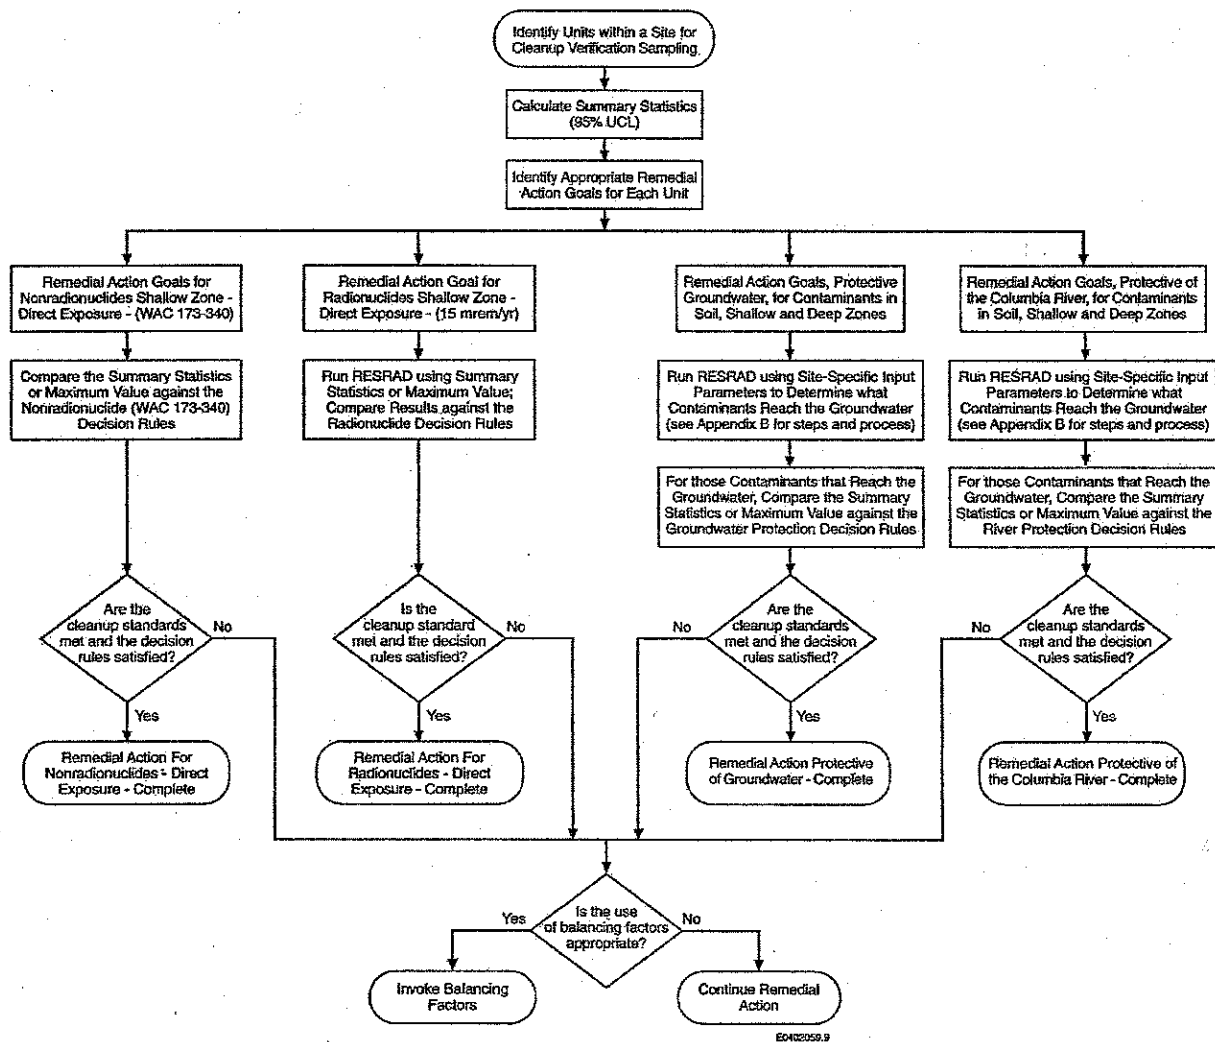 Identify Units within a Site for
Cleanup Verification Sampling
Calculate Summary Statistics
(95% UCL)
Identify Appropriate Remedial
Action Goals for Each Unit
Remedial Action Goals for
Nonradionuclides Shallow Zone -
Direct Exposure - (WAC 173-340)
Remedial Action Goal for
Radionuclides Shallow Zone -
Direct Exposure - (15 mrem/yr)
Remedial Action Goals, Protective
Groundwater, for Contaminants in
Soil, Shallow and Deep Zones
Remedial Action Goals, Protective of
the Columbia River, for Contaminants
in Soil, Shallow and Deep Zones
Compare the Summary Statistics
or Maximum Value against the
Nonradionuclide (WAC 173-340)
Decision Rules
Run RESRAD using Summary
Statistics or Maximum Value;
Compare Results against the
Radionuclide Decision Rules
Run RESRAD using Site-Specific Input
Parameters to Determine what
Contaminants Reach the Groundwater
(see Appendix B for steps and process)
Run RESRAD using Site-Specific Input
Parameters to Determine what
Contaminants Reach the Groundwater
(see Appendix B for steps and process)
For those Contaminants that Reach the
Groundwater, Compare the Summary
Statistics or Maximum Value against the
Groundwater Protection Decision Rules
For those Contaminants that Reach the
Groundwater, Compare the Summary
Statistics or Maximum Value against the
River Protection Decision Rules
Are the
cleanup standards
met and the decision
rules satisfied?
No
Yes
Is the
cleanup standard
met and the decision
rules satisfied?
No
Yes
Are the
cleanup standards
met and the decision
rules satisfied?
No
Yes
Are the
cleanup standards
met and the decision
rules satisfied?
No
Yes
Remedial Action For
Nonradionuclides - Direct
Exposure - Complete
Remedial Action For
Radionuclides - Direct
Exposure - Complete
Remedial Action Protective
of Groundwater - Complete
Remedial Action Protective of
the Columbia River - Complete
Is the use
of balancing factors
appropriate?
Yes
No
Invoke Balancing
Factors
Continue Remedial
Action
E0402059.9